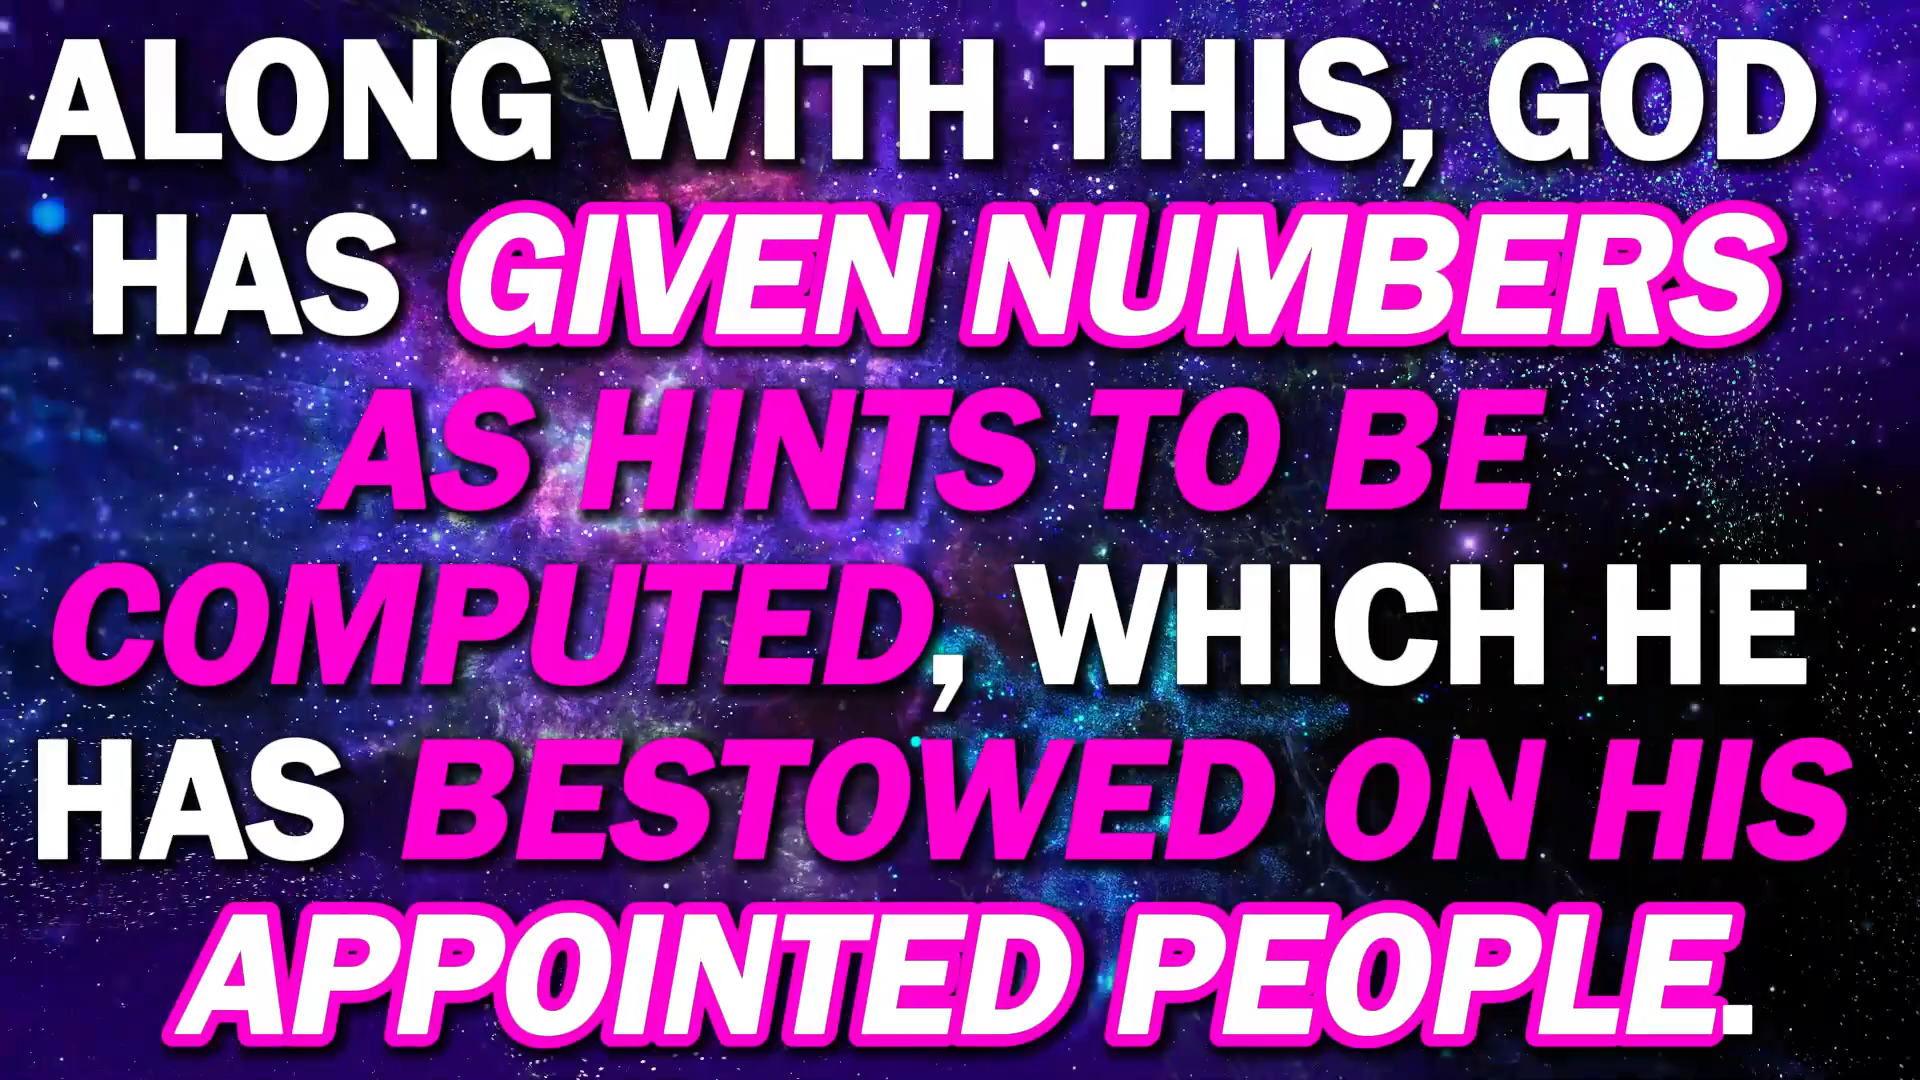 ALONG WITH THIS, GOD
HAS GIVEN NUMBERS
AS HINTS TO BE
COMPUTED, WHICH HE
HAS BESTOWED ON HIS
APPOINTED PEOPLE.